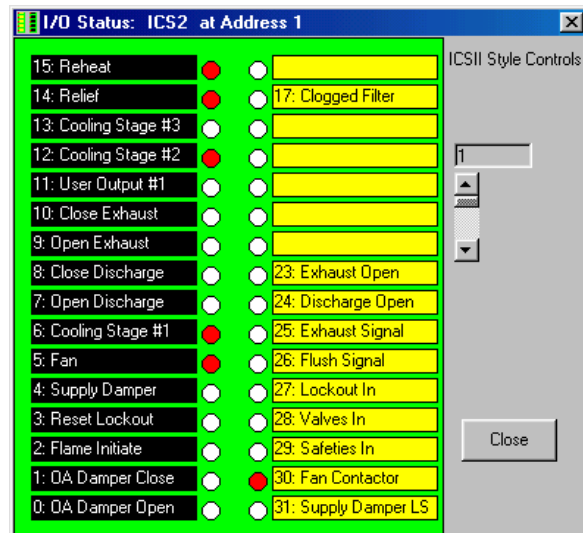 I/O Status: ICS2 at Address 1
15: Reheat
14: Relief
17: Clogged Filter
13: Cooling Stage #3
12: Cooling Stage #2
11: User Output #1
10: Close Exhaust
9: Open Exhaust
8: Close Discharge
23: Exhaust Open
7: Open Discharge
24: Discharge Open
6: Cooling Stage #1
25: Exhaust Signal
5: Fan
26: Flush Signal
4: Supply Damper
27: Lockout In
3: Reset Lockout
28: Valves In
2: Flame Initiate
29: Safeties In
1: OA Damper Close
30: Fan Contactor
0: OA Damper Open
31: Supply Damper LS
ICSII Style Controls
1
Close